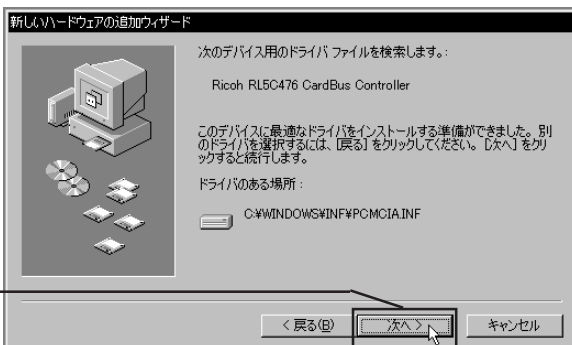 新しいハードウェアの追加ウィザード
次のデバイス用のドライバ ファイルを検索します。:
Ricoh RL5C476 CardBus Controller
このデバイスに最適なドライバをインストールする準備ができました。別
のドライバを選択するには、[戻る] をクリックしてください。[次へ] をクリ
ックすると続行します。
ドライバのある場所:
C:¥WINDOWS¥INF¥PCMCIA.INF
< 戻る(B)
次へ >
キャンセル